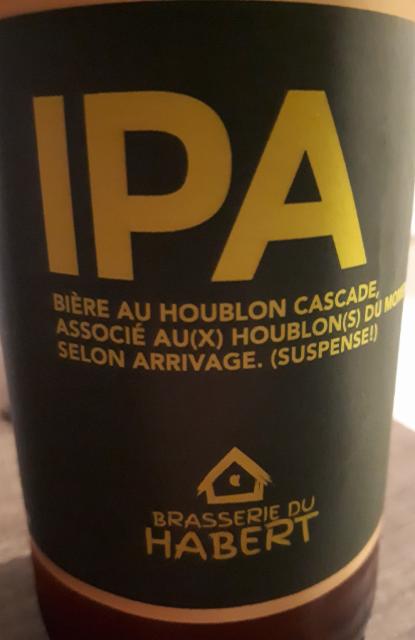 IPA
BIÈRE AU HOUBLON CASCADE,
ASSOCIÉ AU(X) HOUBLON(S) DU
SELON ARRIVAGE. (SUSPENSE!)
BRASSERIE DU
HABERT